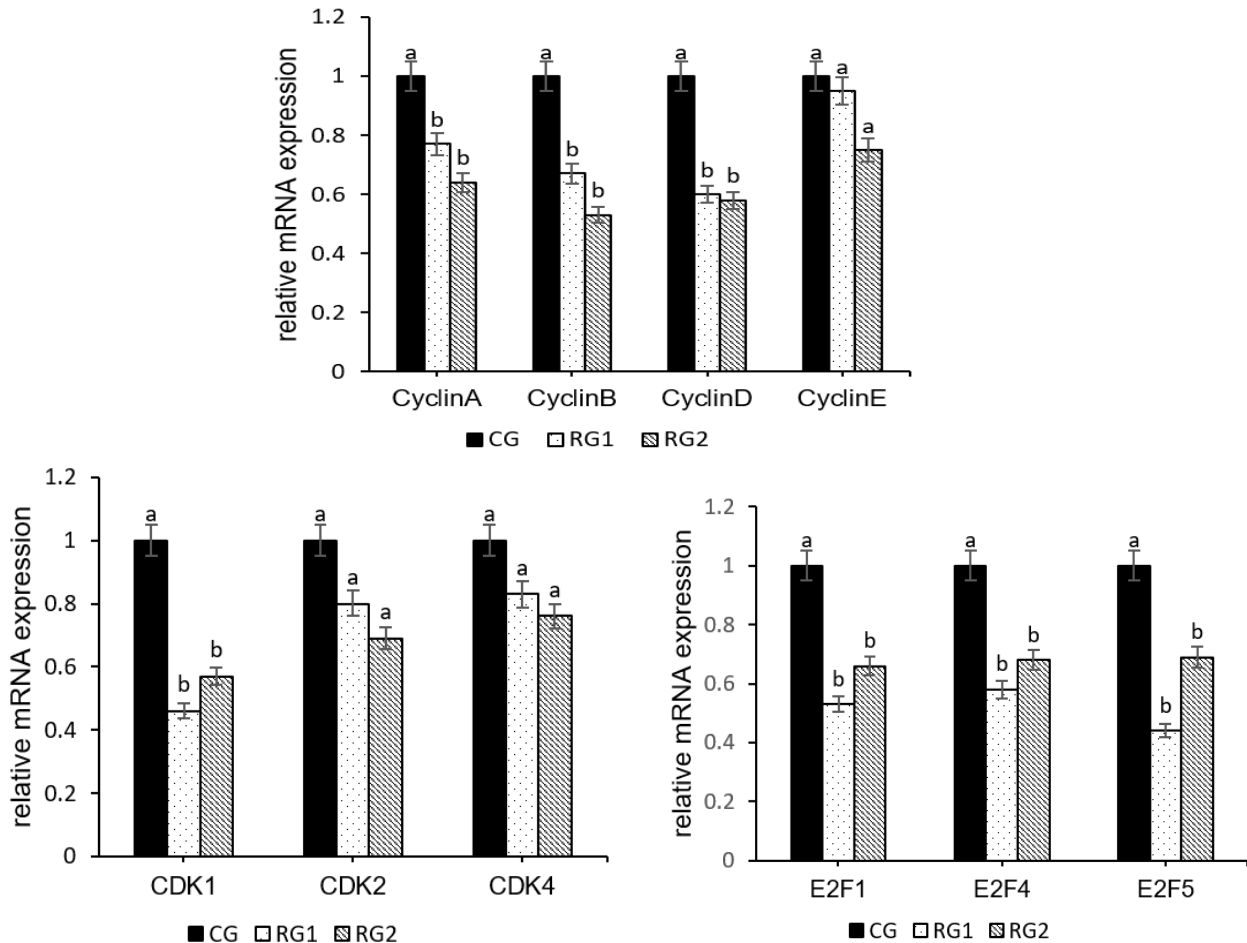 relative mRNA expression
1.2
1
0.8
0.6
0.4
0.2
0
a b b a b b a b b a a a
CyclinA CyclinB CyclinD CyclinE
CG RG1 RG2
relative mRNA expression
1.2
1
0.8
0.6
0.4
0.2
0
a b b a a a a a a
CDK1 CDK2 CDK4
CG RG1 RG2
relative mRNA expression
1.2
1
0.8
0.6
0.4
0.2
0
a b b a b b a b b
E2F1 E2F4 E2F5
CG RG1 RG2